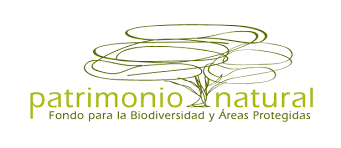 patrimonio natural
Fondo para la Biodiversidad y Áreas Protegidas